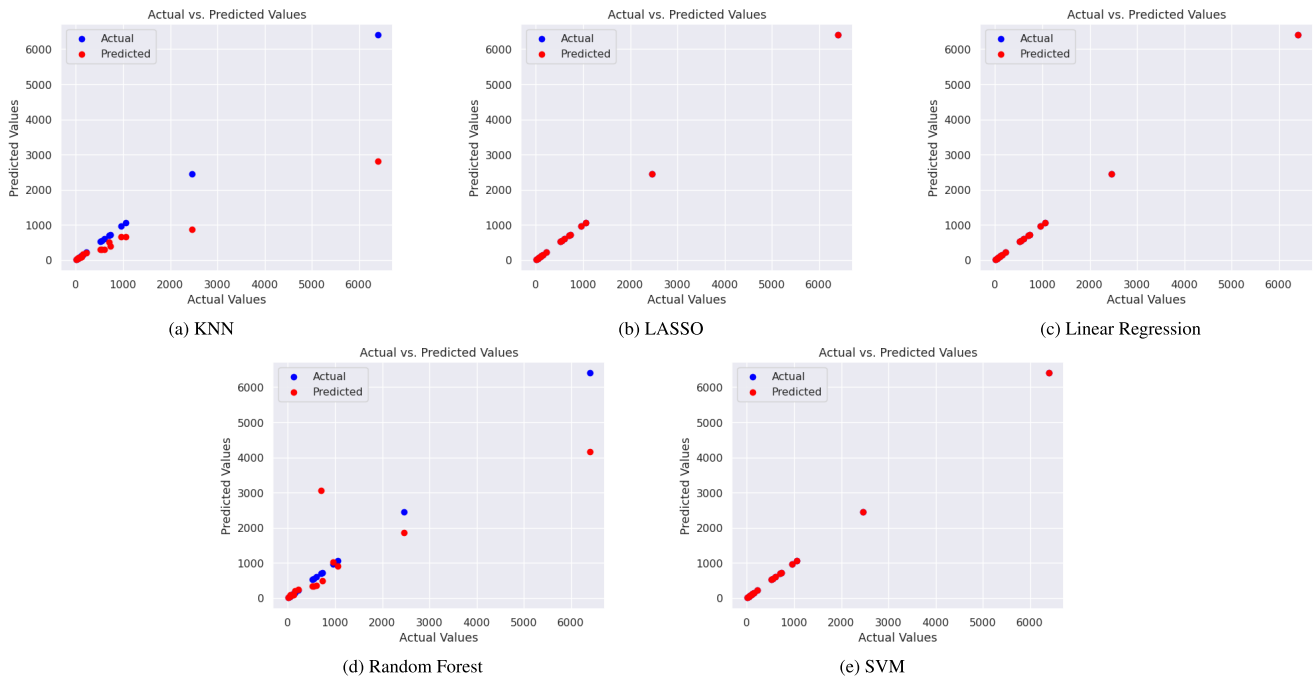 Actual vs. Predicted Values
Actual
Predicted
Predicted Values
6000
5000
4000
3000
2000
1000
0
0 1000 2000 3000 4000 5000 6000
Actual Values
(a) KNN
Actual vs. Predicted Values
Actual
Predicted
Predicted Values
6000
5000
4000
3000
2000
1000
0
0 1000 2000 3000 4000 5000 6000
Actual Values
(b) LASSO
Actual vs. Predicted Values
Actual
Predicted
Predicted Values
6000
5000
4000
3000
2000
1000
0
0 1000 2000 3000 4000 5000 6000
Actual Values
(c) Linear Regression
Actual vs. Predicted Values
Actual
Predicted
Predicted Values
6000
5000
4000
3000
2000
1000
0
0 1000 2000 3000 4000 5000 6000
Actual Values
(d) Random Forest
Actual vs. Predicted Values
Actual
Predicted
Predicted Values
6000
5000
4000
3000
2000
1000
0
0 1000 2000 3000 4000 5000 6000
Actual Values
(e) SVM